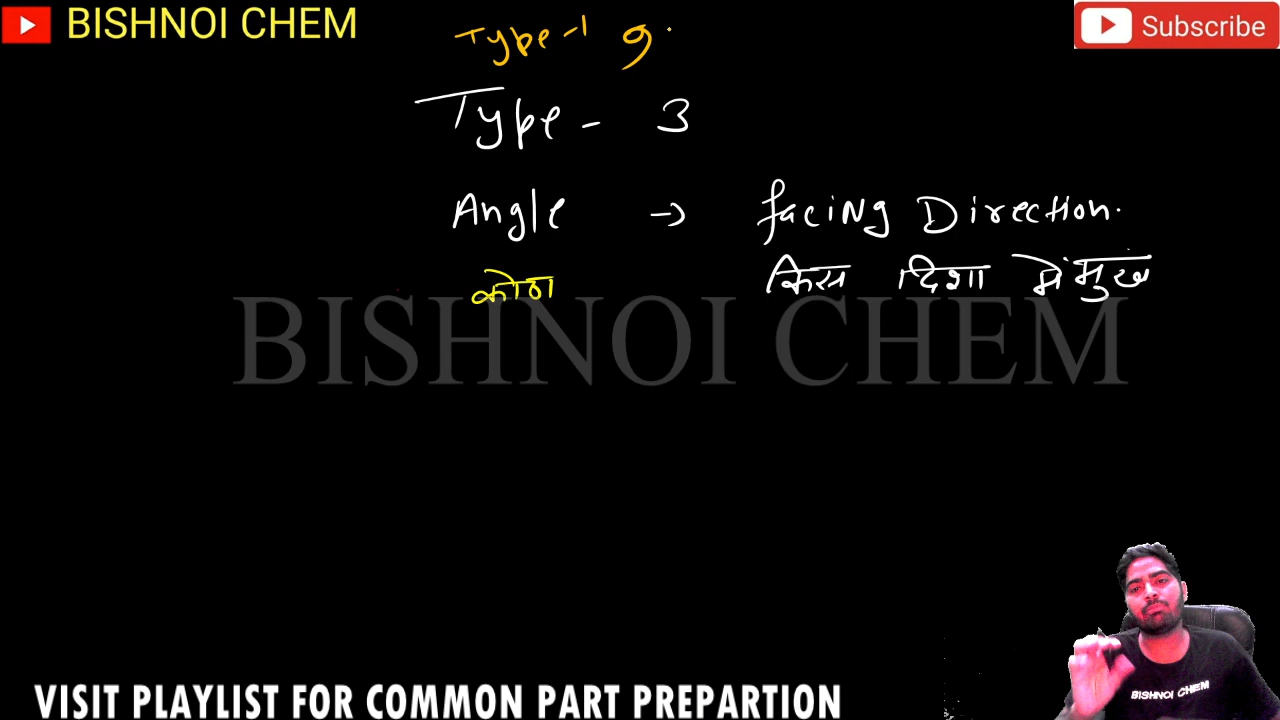 BISHNOI CHEM
Subscribe
Type-1 9.
Type - 3
Angle → facing Direction.
कोण किस दिशा में मुख
BISHNOI CHEM
BISHNOI CHEM
VISIT PLAYLIST FOR COMMON PART PREPARTION